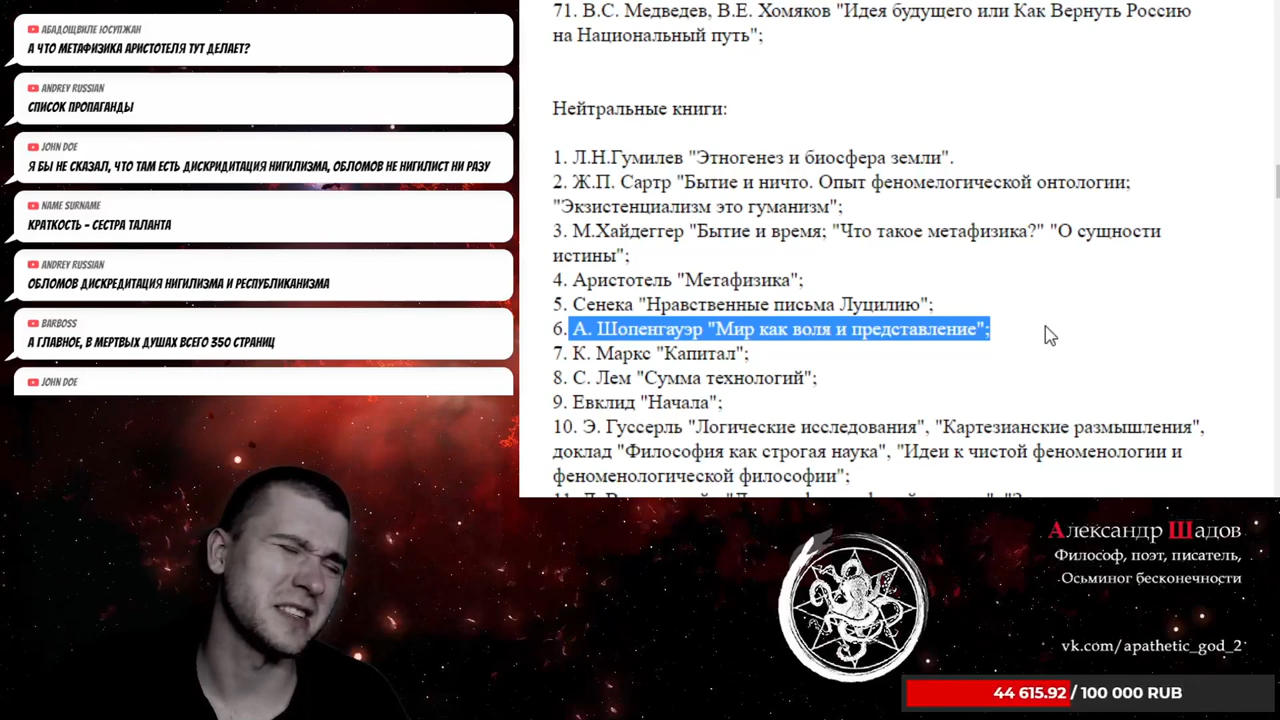 АБАДОЩВИЛЕ ЮСУПЖАН
А ЧТО МЕТАФИЗИКА АРИСТОТЕЛЯ ТУТ ДЕЛАЕТ?
ANDREY RUSSIAN
СПИСОК ПРОПАГАНДЫ
JOHN DOE
Я БЫ НЕ СКАЗАЛ, ЧТО ТАМ ЕСТЬ ДИСКРИДИТАЦИЯ НИГИЛИЗМА, ОБЛОМОВ НЕ НИГИЛИСТ НИ РАЗУ
NAME SURNAME
КРАТКОСТЬ - СЕСТРА ТАЛАНТА
ANDREY RUSSIAN
ОБЛОМОВ ДИСКРЕДИТАЦИЯ НИГИЛИЗМА И РЕСПУБЛИКАНИЗМА
BARBOSS
А ГЛАВНОЕ, В МЕРТВЫХ ДУШАХ ВСЕГО 350 СТРАНИЦ
JOHN DOE
71. В.С. Медведев, В.Е. Хомяков "Идея будущего или Как Вернуть Россию
на Национальный путь";
Нейтральные книги:
1. Л.Н.Гумилев "Этногенез и биосфера земли".
2. Ж.П. Сартр "Бытие и ничто. Опыт феномелогической онтологии;
"Экзистенциализм это гуманизм";
3. М.Хайдеггер "Бытие и время; "Что такое метафизика?" "О сущности
истины";
4. Аристотель "Метафизика";
5. Сенека "Нравственные письма Луцилию";
6. А. Шопенгауэр "Мир как воля и представление";
7. К. Маркс "Капитал";
8. С. Лем "Сумма технологий";
9. Евклид "Начала";
10. Э. Гуссерль "Логические исследования", "Картезианские размышления",
доклад "Философия как строгая наука", "Идеи к чистой феноменологии и
феноменологической философии";
Александр Шадов
Философ, поэт, писатель,
Осьминог бесконечности
vk.com/apathetic_god_2
44 615.92 / 100 000 RUB